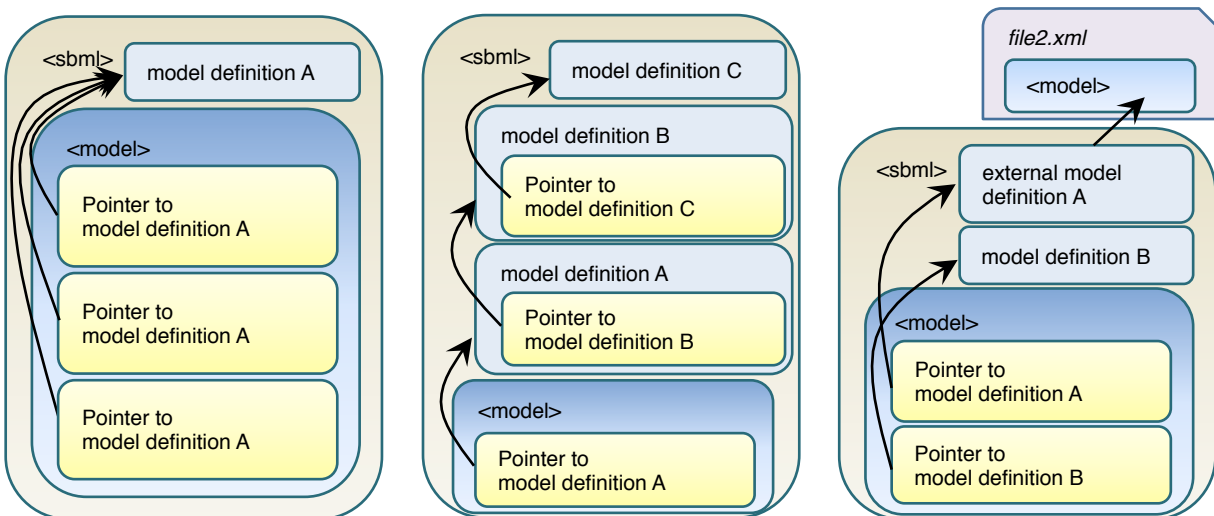 <sbml>
model definition A
<model>
Pointer to
model definition A
Pointer to
model definition A
Pointer to
model definition A
<sbml>
model definition C
model definition B
Pointer to
model definition C
model definition A
Pointer to
model definition B
<model>
Pointer to
model definition A
file2.xml
<model>
<sbml>
external model
definition A
model definition B
<model>
Pointer to
model definition A
Pointer to
model definition B